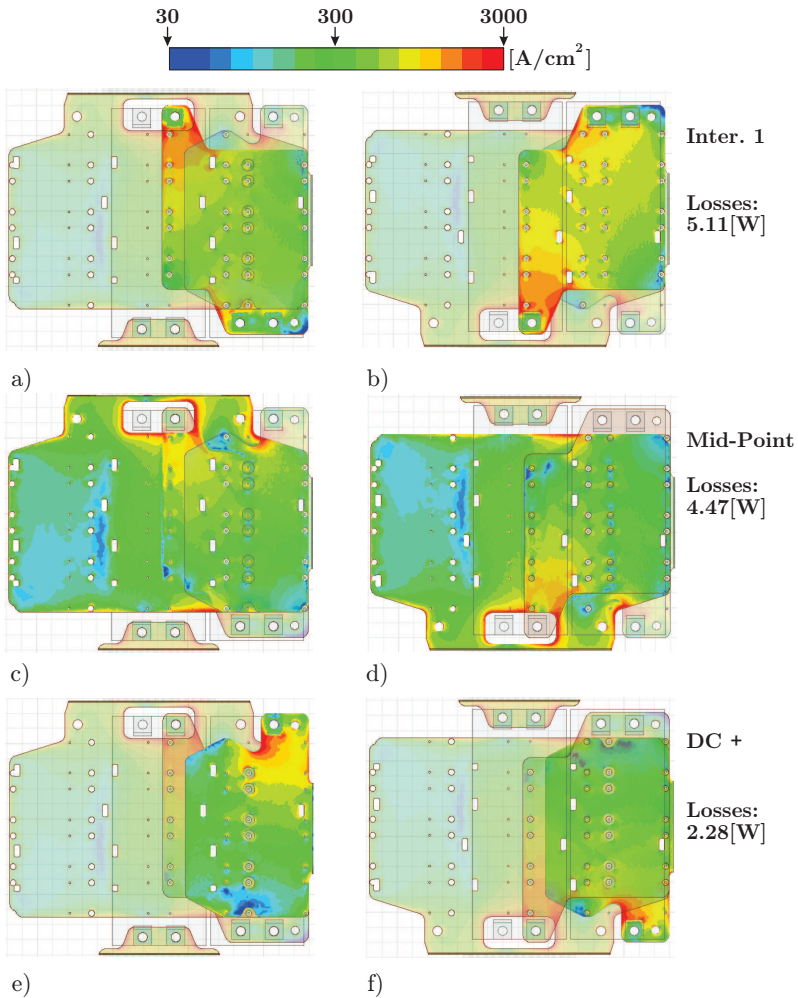 30 300 3000
[A/cm²]
Inter. 1
Losses:
5.11[W]
a) b)
Mid-Point
Losses:
4.47[W]
c) d)
DC +
Losses:
2.28[W]
e) f)